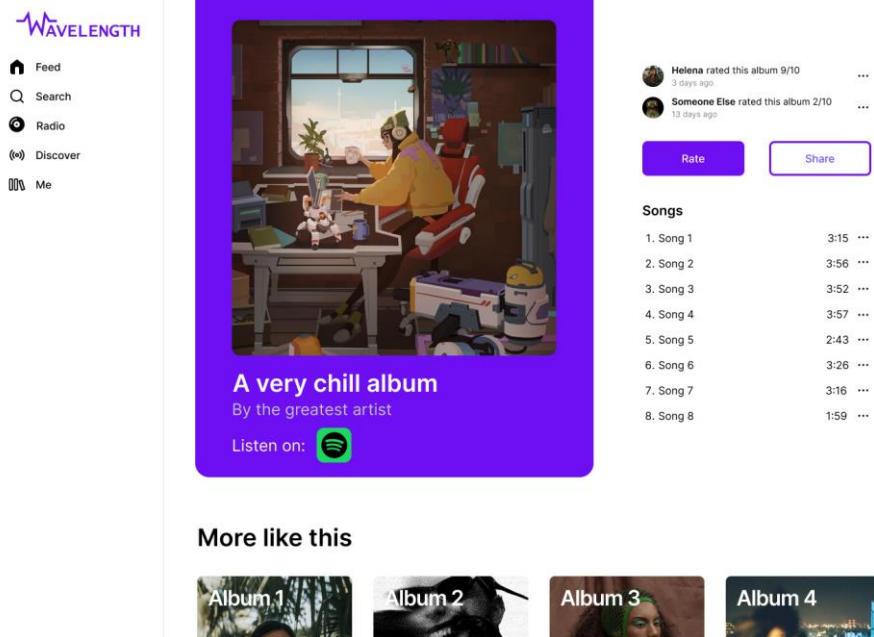 WAVELENGTH
Feed
Search
Radio
Discover
Me
A very chill album
By the greatest artist
Listen on:
Helena rated this album 9/10
3 days ago
Someone Else rated this album 2/10
13 days ago
Rate
Share
Songs
1. Song 1 3:15
2. Song 2 3:56
3. Song 3 3:52
4. Song 4 3:57
5. Song 5 2:43
6. Song 6 3:26
7. Song 7 3:16
8. Song 8 1:59
More like this
Album 1
Album 2
Album 3
Album 4